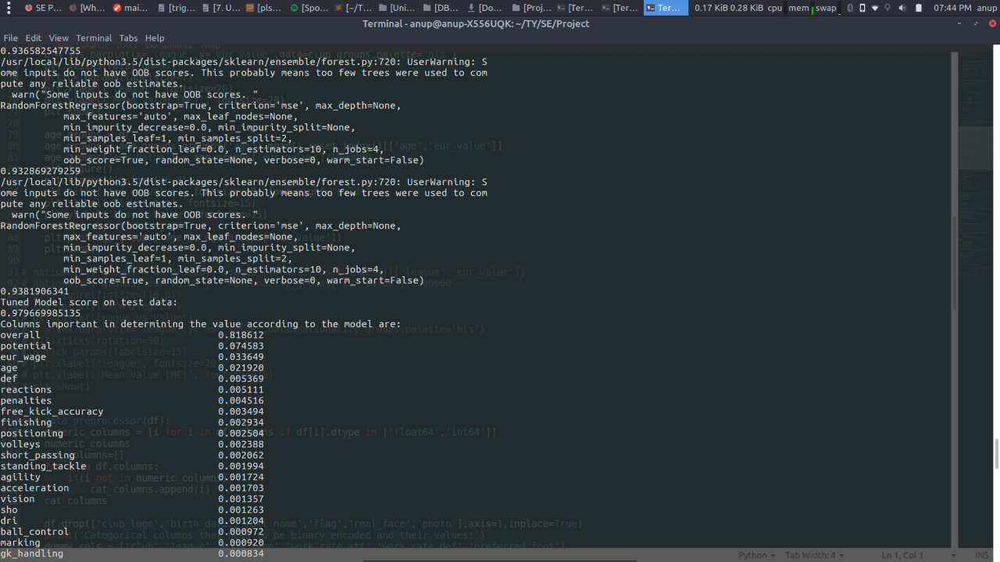 SE P... [Wh... mai... [trig... [7. U... [pls... [Spo... [~/T... [Uni... [DB... [Do... [Proj... [Ter... [Ter... Ter... 0.17 KiB 0.28 KiB cpu mem swap 07:44 PM anup
Terminal - anup@anup-X556UQK: ~/TY/SE/Project
File Edit View Terminal Tabs Help
0.936582547755
/usr/local/lib/python3.5/dist-packages/sklearn/ensemble/forest.py:720: UserWarning: S
ome inputs do not have OOB scores. This probably means too few trees were used to com
pute any reliable oob estimates.
warn("Some inputs do not have OOB scores. "
RandomForestRegressor(bootstrap=True, criterion='mse', max_depth=None,
max_features='auto', max_leaf_nodes=None,
min_impurity_decrease=0.0, min_impurity_split=None,
min_samples_leaf=1, min_samples_split=2,
min_weight_fraction_leaf=0.0, n_estimators=10, n_jobs=4,
oob_score=True, random_state=None, verbose=0, warm_start=False)
0.932869279259
/usr/local/lib/python3.5/dist-packages/sklearn/ensemble/forest.py:720: UserWarning: S
ome inputs do not have OOB scores. This probably means too few trees were used to com
pute any reliable oob estimates.
warn("Some inputs do not have OOB scores. "
RandomForestRegressor(bootstrap=True, criterion='mse', max_depth=None,
max_features='auto', max_leaf_nodes=None,
min_impurity_decrease=0.0, min_impurity_split=None,
min_samples_leaf=1, min_samples_split=2,
min_weight_fraction_leaf=0.0, n_estimators=10, n_jobs=4,
oob_score=True, random_state=None, verbose=0, warm_start=False)
0.9381906341
Tuned Model score on test data:
0.979669985135
Columns important in determining the value according to the model are:
overall 0.818612
potential 0.074583
eur_wage 0.033649
age 0.021920
def 0.005369
reactions 0.005111
penalties 0.004516
free_kick_accuracy 0.003494
finishing 0.002934
positioning
volleys 0.002388
short_passing 0.002062
standing_tackle 0.001994
agility 0.001724
acceleration 0.001703
vision 0.001357
sho 0.001263
dri 0.001204
ball_control 0.000972
marking 0.000920
gk_handling 0.000834
Python Tab Width: 4 Ln 1, Col 1 INS